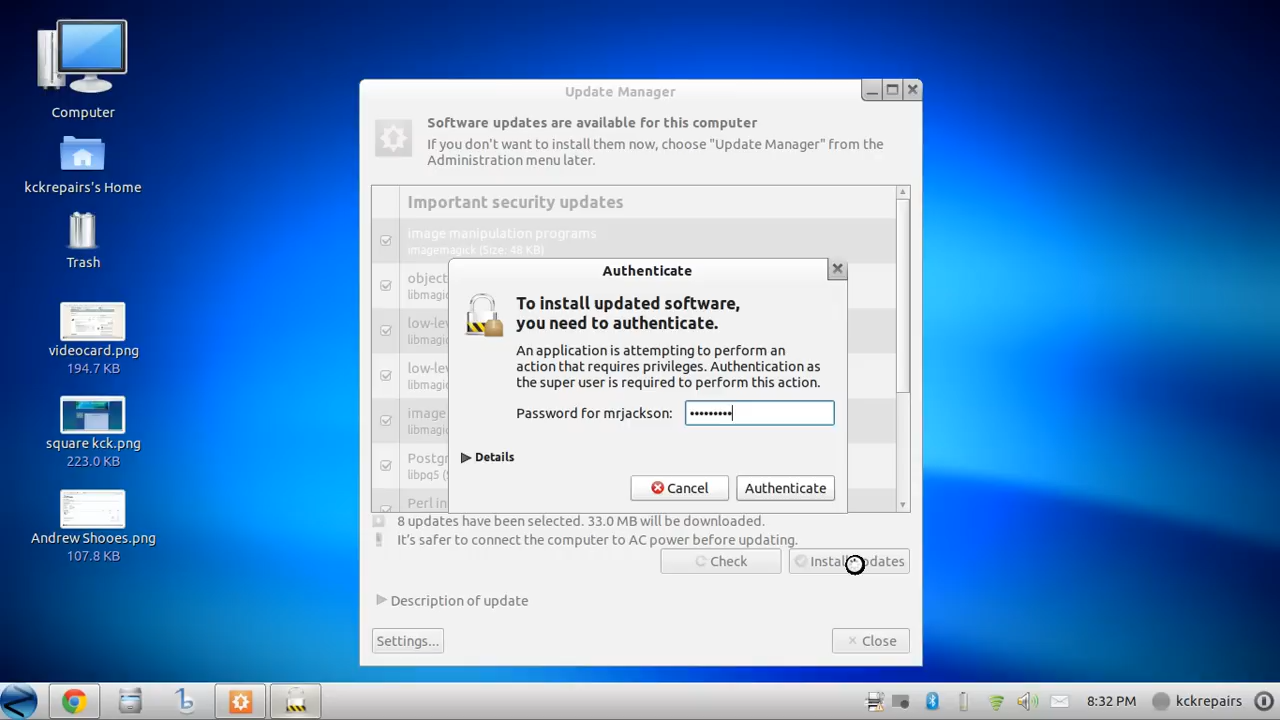 Computer
kckrepairs's Home
Trash
videocard.png
194.7 KB
square kck.png
223.0 KB
Andrew Shooes.png
107.8 KB
Update Manager
Software updates are available for this computer
If you don't want to install them now, choose "Update Manager" from the
Administration menu later.
Important security updates
image manipulation programs
imagemagick (Size: 48 KB)
object
libmagi
low-lev
libmag
low-lev
libmag
image
libmag
Postgr
libpq5 (S
Perl in
Authenticate
To install updated software,
you need to authenticate.
An application is attempting to perform an
action that requires privileges. Authentication as
the super user is required to perform this action.
Password for mrjackson: •••••••••
Details
Cancel
Authenticate
8 updates have been selected. 33.0 MB will be downloaded.
It's safer to connect the computer to AC power before updating.
Check
Install Updates
Description of update
Settings...
Close
8:32 PM
kckrepairs